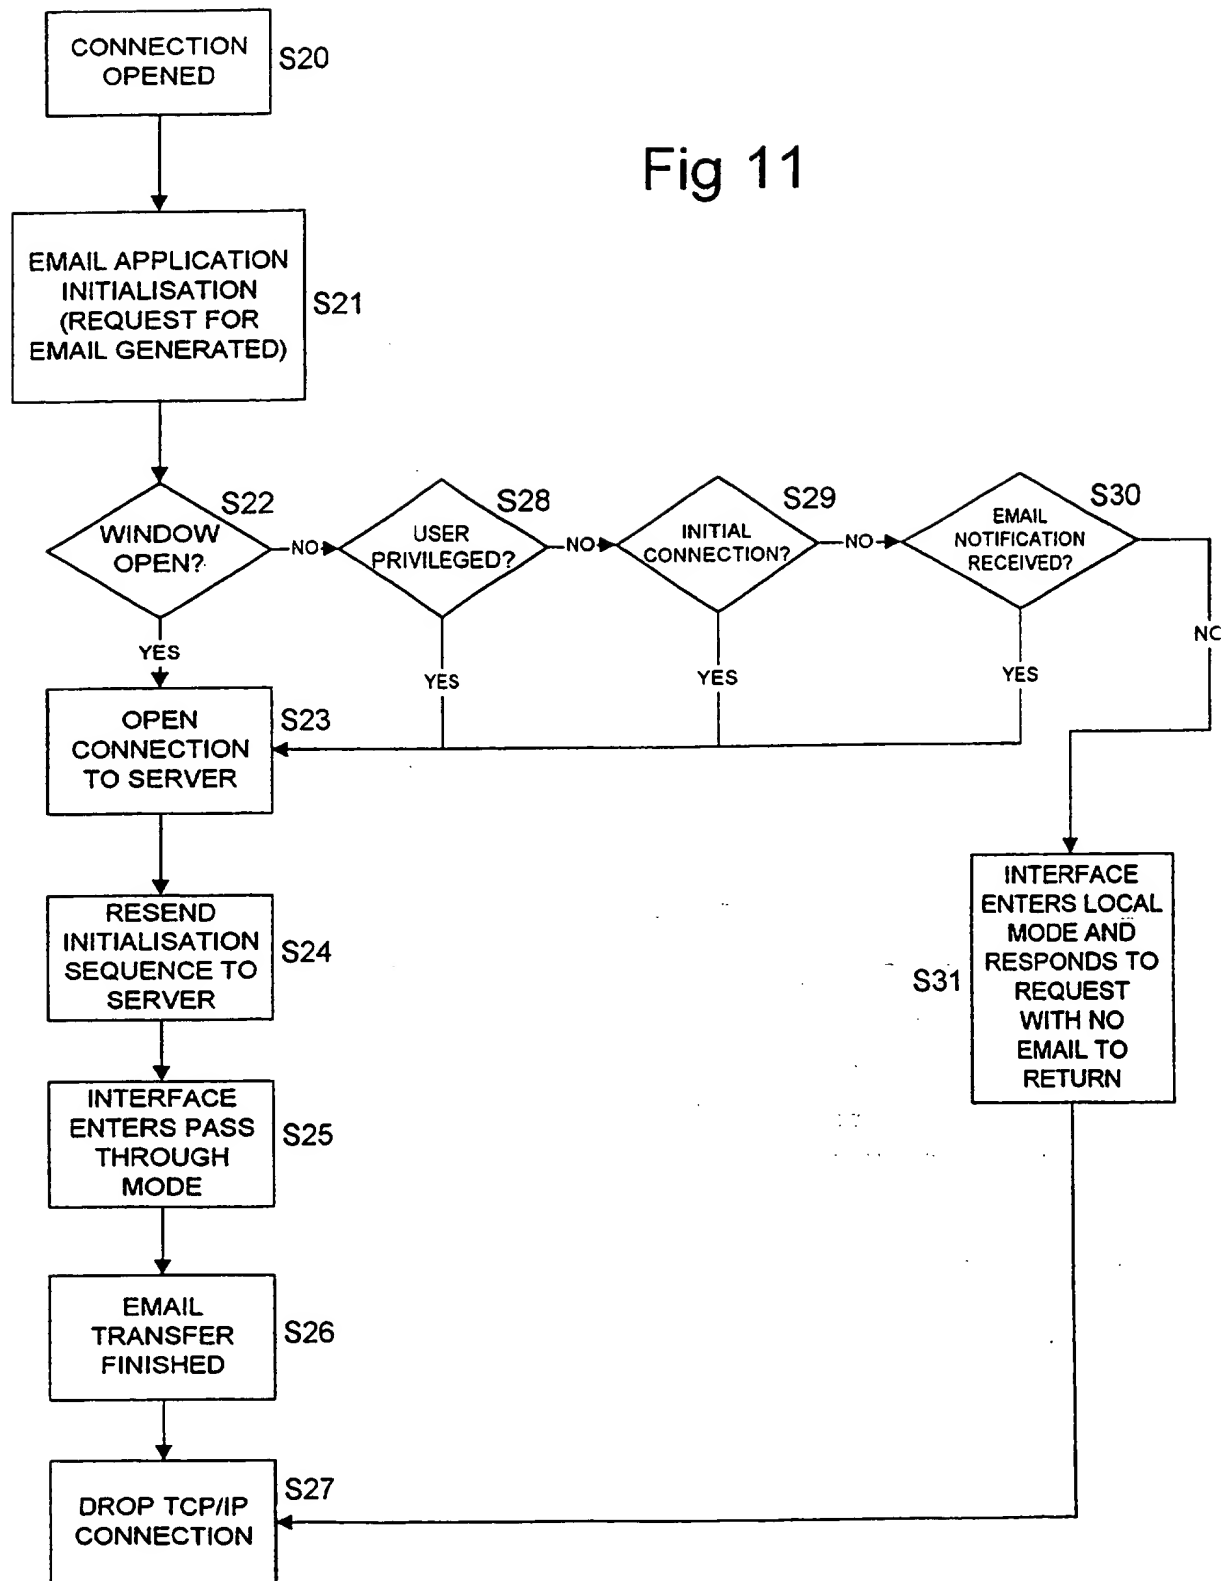 CONNECTION
OPENED
S20
Fig 11
EMAIL APPLICATION
INITIALISATION
(REQUEST FOR
EMAIL GENERATED)
S21
WINDOW
OPEN?
S22
NO
YES
USER
PRIVILEGED?
S28
NO
YES
INITIAL
CONNECTION?
S29
NO
YES
EMAIL
NOTIFICATION
RECEIVED?
S30
NO
YES
OPEN
CONNECTION
TO SERVER
S23
RESEND
INITIALISATION
SEQUENCE TO
SERVER
S24
INTERFACE
ENTERS LOCAL
MODE AND
RESPONDS TO
REQUEST
WITH NO
EMAIL TO
RETURN
S31
INTERFACE
ENTERS PASS
THROUGH
MODE
S25
EMAIL
TRANSFER
FINISHED
S26
DROP TCP/IP
CONNECTION
S27